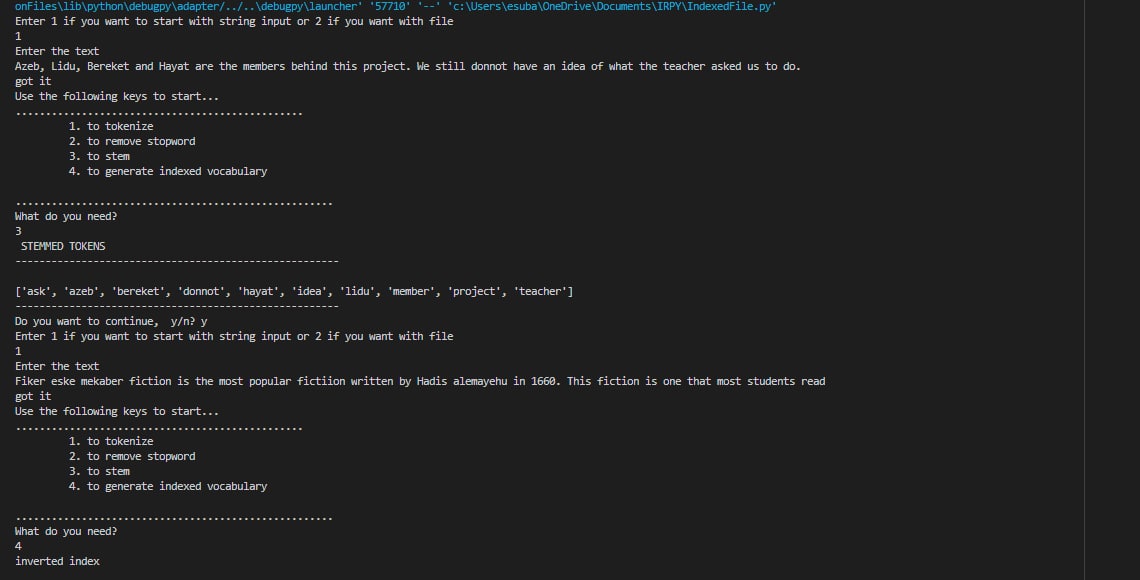 onFiles\lib\python\debugpy\adapter/../..\debugpy\launcher' '57710' '--' 'c:\Users\esuba\OneDrive\Documents\IRPY\IndexedFile.py'
Enter 1 if you want to start with string input or 2 if you want with file
1
Enter the text
Azeb, Lidu, Bereket and Hayat are the members behind this project. We still donnot have an idea of what the teacher asked us to do.
got it
Use the following keys to start...
................................................
1. to tokenize
2. to remove stopword
3. to stem
4. to generate indexed vocabulary
.....................................................
What do you need?
3
STEMMED TOKENS
------------------------------------------------------
['ask', 'azeb', 'bereket', 'donnot', 'hayat', 'idea', 'lidu', 'member', 'project', 'teacher']
------------------------------------------------------
Do you want to continue,  y/n? y
Enter 1 if you want to start with string input or 2 if you want with file
1
Enter the text
Fiker eske mekaber fiction is the most popular fictiion written by Hadis alemayehu in 1660. This fiction is one that most students read
got it
Use the following keys to start...
................................................
1. to tokenize
2. to remove stopword
3. to stem
4. to generate indexed vocabulary
.....................................................
What do you need?
4
inverted index